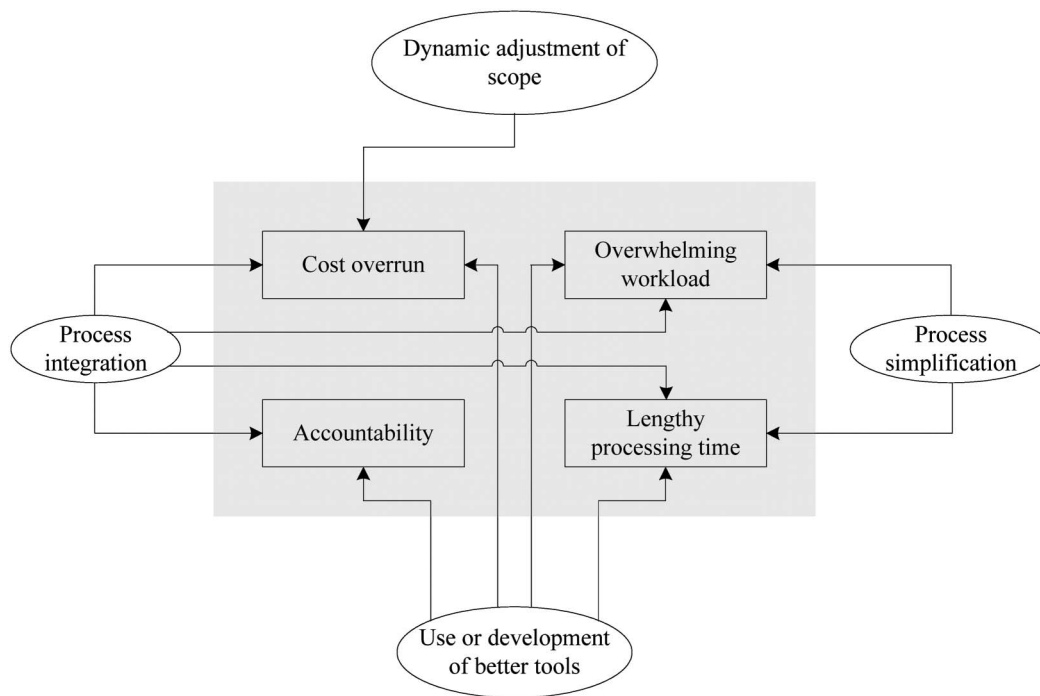 Dynamic adjustment of
scope
Cost overrun
Overwhelming
workload
Process
integration
Process
simplification
Accountability
Lengthy
processing time
Use or development
of better tools